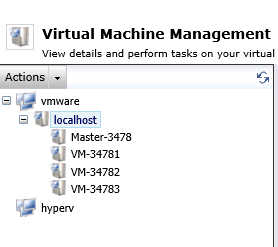 Virtual Machine Management
View details and perform tasks on your virtual
Actions
vmware
localhost
Master-3478
VM-34781
VM-34782
VM-34783
hyperv